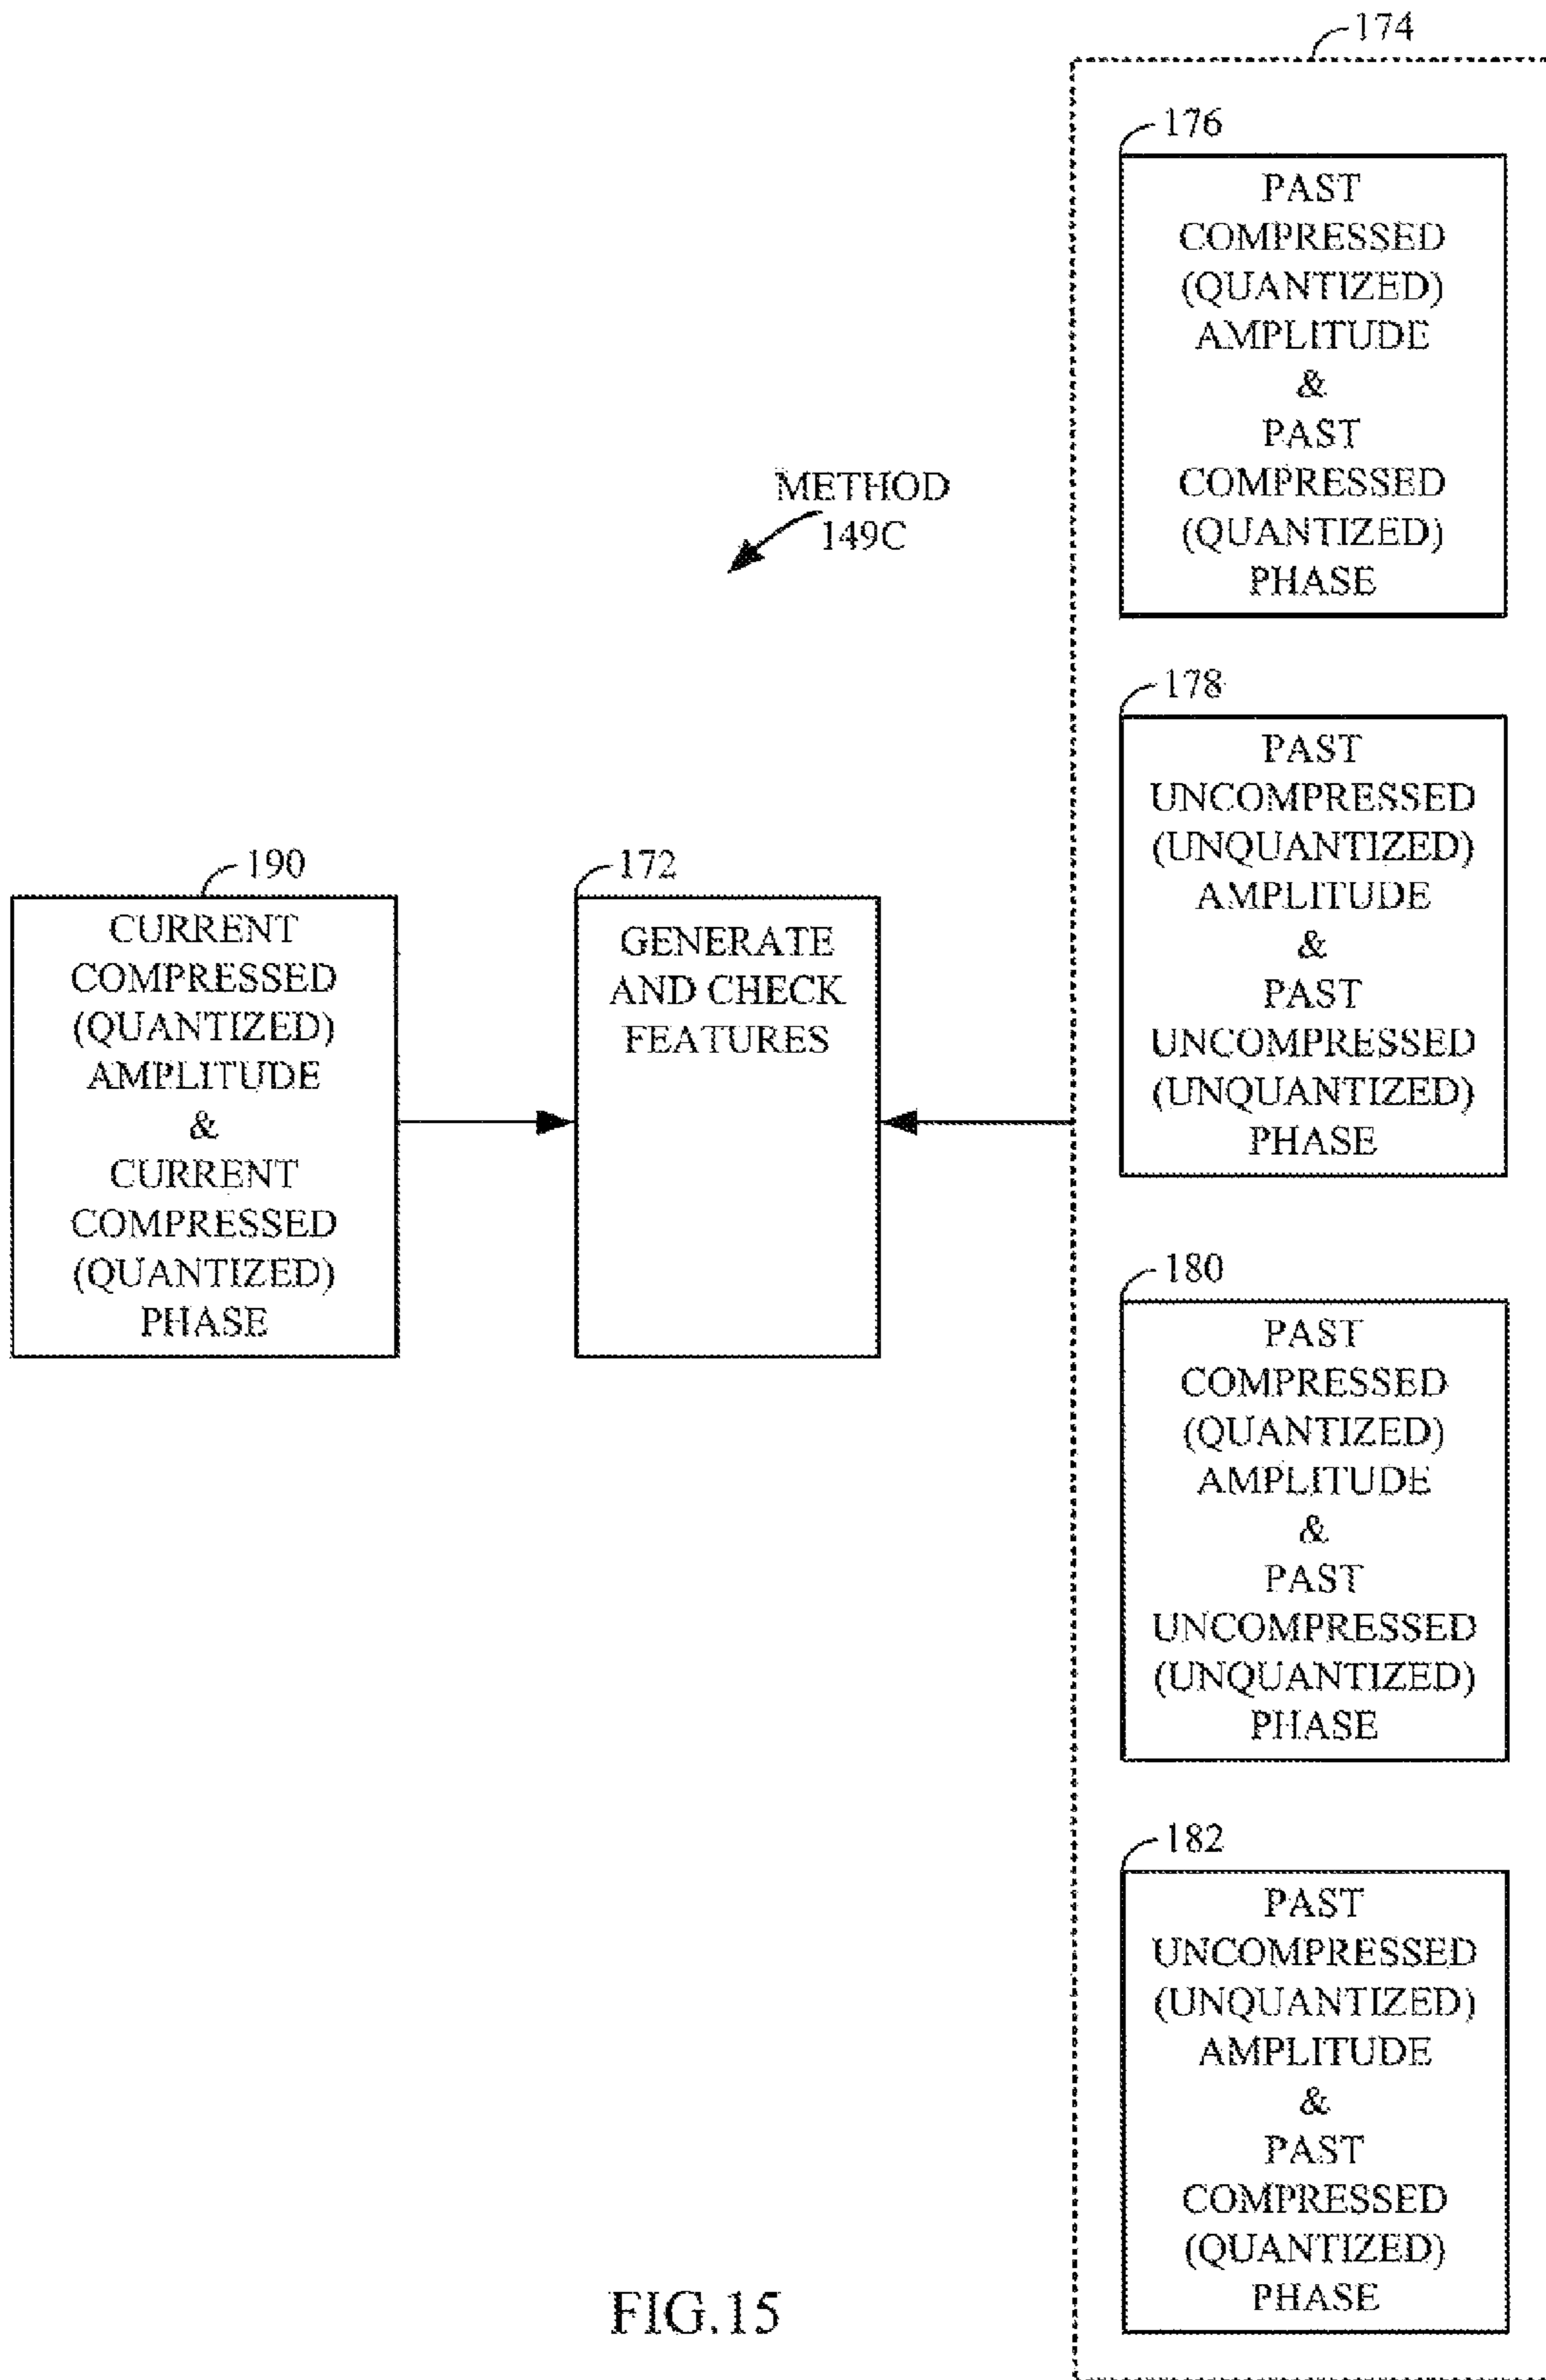 174
176
PAST
COMPRESSED
(QUANTIZED)
AMPLITUDE
&
PAST
COMPRESSED
(QUANTIZED)
PHASE
METHOD
149C
178
PAST
UNCOMPRESSED
(UNQUANTIZED)
AMPLITUDE
&
PAST
UNCOMPRESSED
(UNQUANTIZED)
PHASE
190
CURRENT
COMPRESSED
(QUANTIZED)
AMPLITUDE
&
CURRENT
COMPRESSED
(QUANTIZED)
PHASE
172
GENERATE
AND CHECK
FEATURES
180
PAST
COMPRESSED
(QUANTIZED)
AMPLITUDE
&
PAST
UNCOMPRESSED
(UNQUANTIZED)
PHASE
182
PAST
UNCOMPRESSED
(UNQUANTIZED)
AMPLITUDE
&
PAST
COMPRESSED
(QUANTIZED)
PHASE
FIG.15